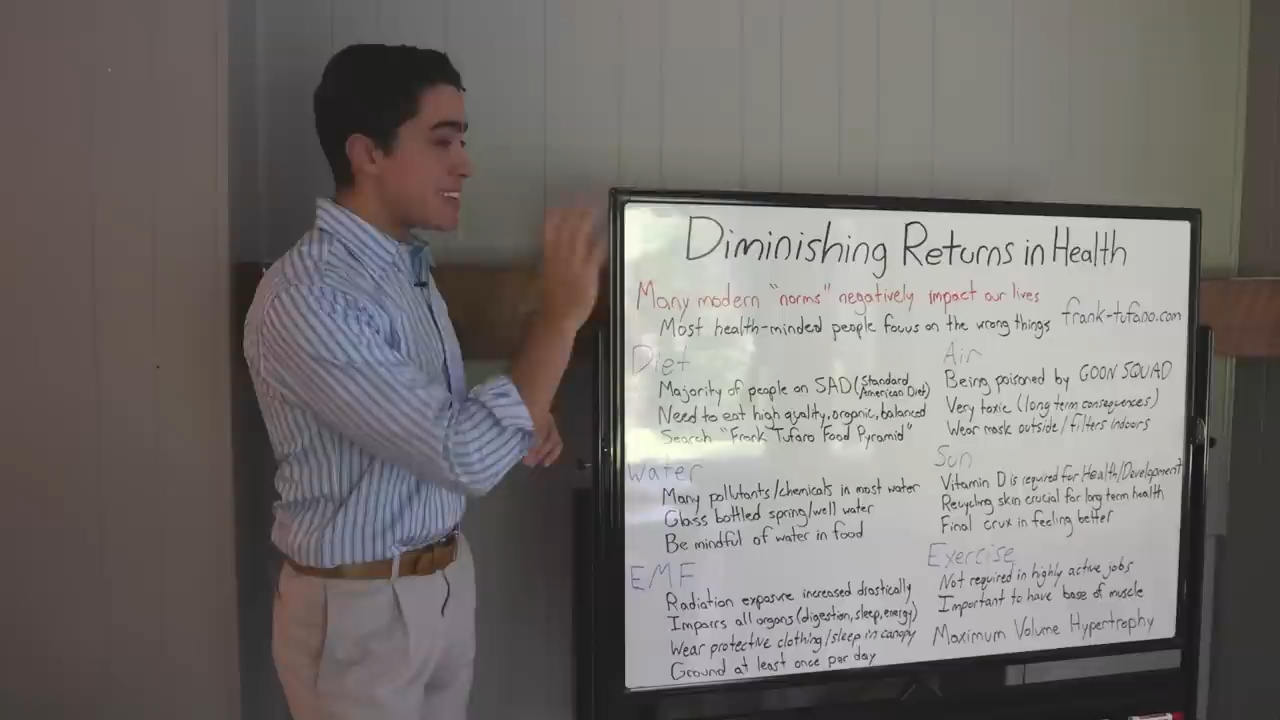 Diminishing Returns in Health
Many modern "norms" negatively impact our lives
Most health-minded people focus on the wrong things
frank-tufano.com
Diet
Majority of people on SAD (Standard American Diet)
Need to eat high quality, organic, balanced
Search "Frank Tufano Food Pyramid"
Water
Many pollutants/chemicals in most water
Glass bottled spring/well water
Be mindful of water in food
EMF
Radiation exposure increased drastically
Impairs all organs (digestion, sleep, energy)
Wear protective clothing/sleep in canopy
Ground at least once per day
Air
Being poisoned by GOON SQUAD
Very toxic (long term consequences)
Wear mask outside/filters indoors
Sun
Vitamin D is required for Health/Development
Recycling skin crucial for long term health
Final crux in feeling better
Exercise
Not required in highly active jobs
Important to have base of muscle
Maximum Volume Hypertrophy